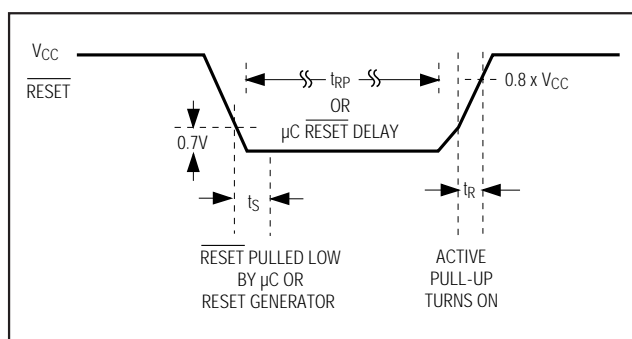 VCC
RESET
tRP
OR
µC RESET DELAY
0.8 x VCC
0.7V
tS
tR
RESET PULLED LOW
BY µC OR
RESET GENERATOR
ACTIVE
PULL-UP
TURNS ON